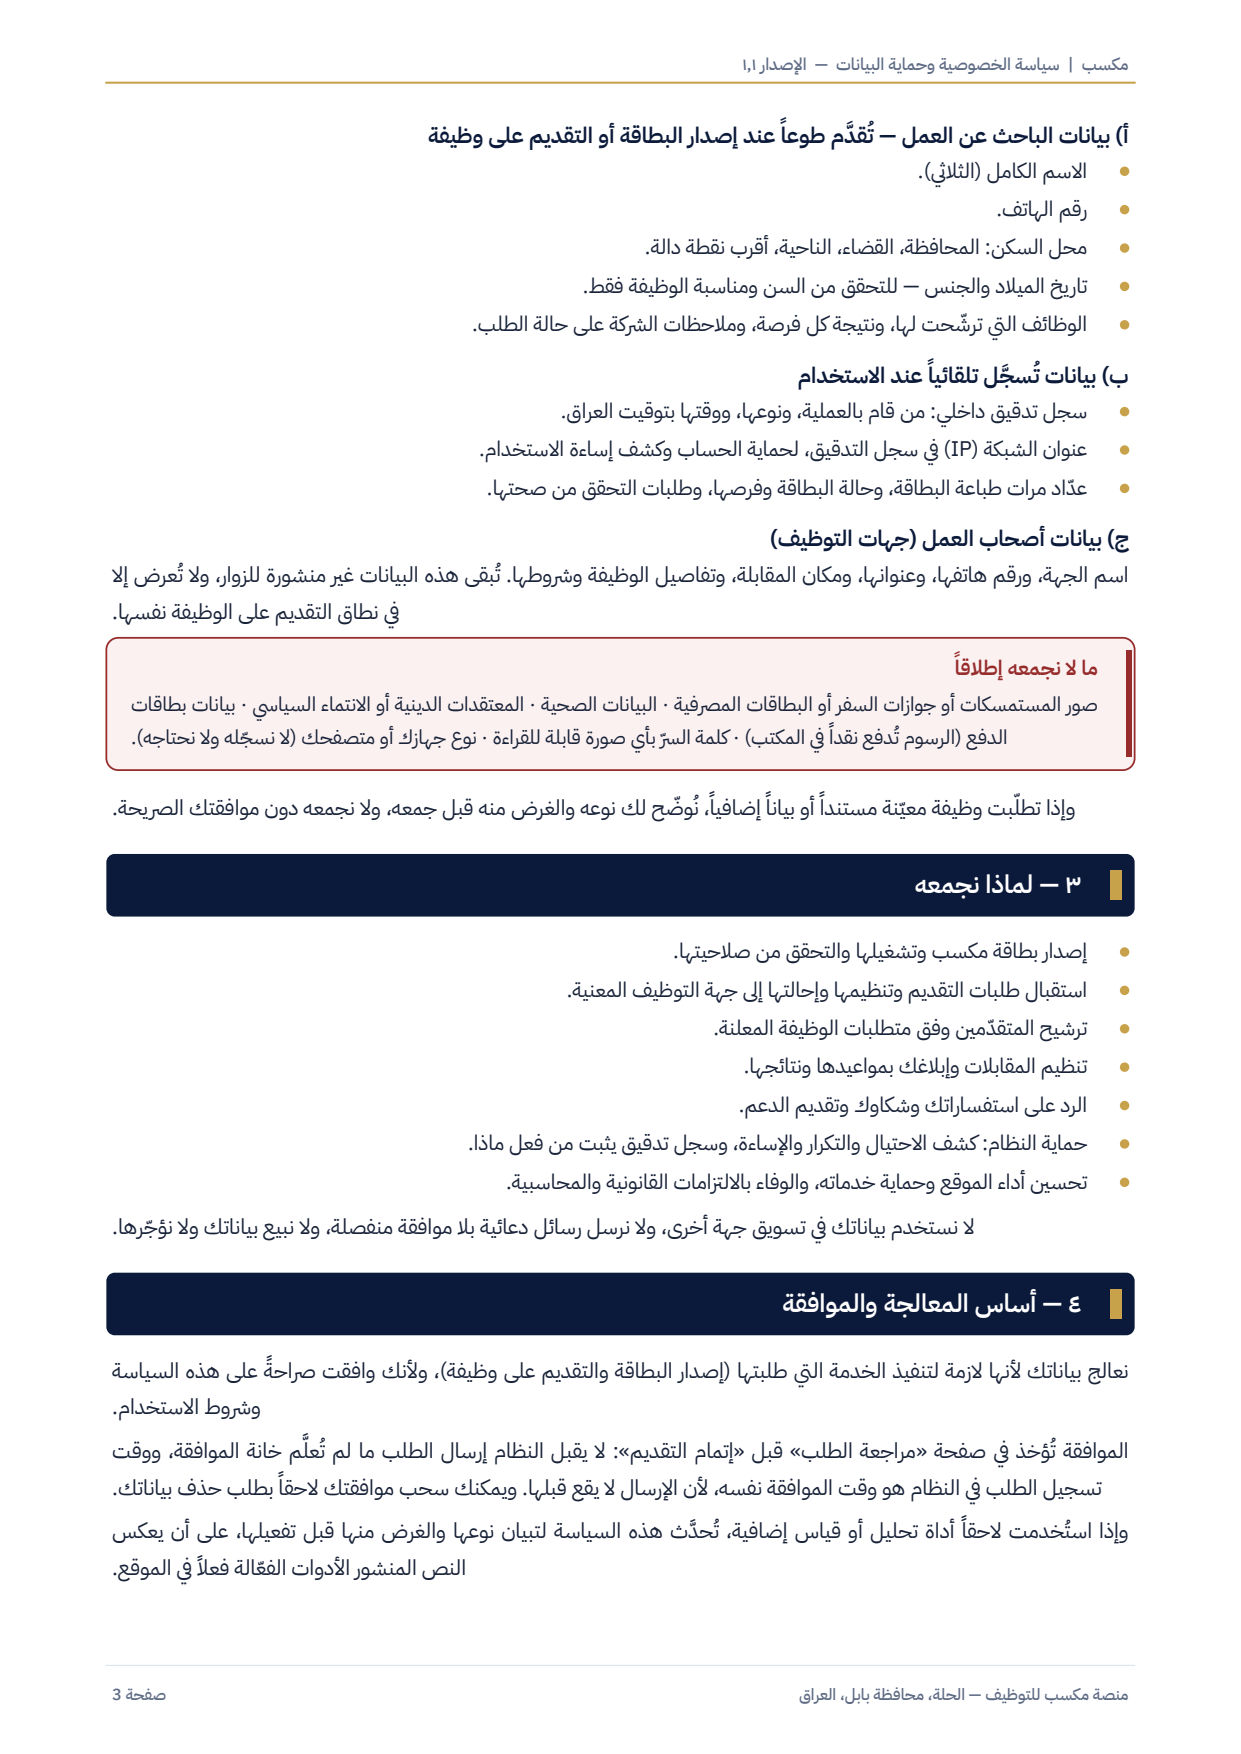 مكسب | سياسة الخصوصية وحماية البيانات — الإصدار ١,١
أ) بيانات الباحث عن العمل — تُقدَّم طوعاً عند إصدار البطاقة أو التقديم على وظيفة
● الاسم الكامل (الثلاثي).
● رقم الهاتف.
● محل السكن: المحافظة، القضاء، الناحية، أقرب نقطة دالة.
● تاريخ الميلاد والجنس — للتحقق من السن ومناسبة الوظيفة فقط.
● الوظائف التي ترشّحت لها، ونتيجة كل فرصة، وملاحظات الشركة على حالة الطلب.
ب) بيانات تُسجَّل تلقائياً عند الاستخدام
● سجل تدقيق داخلي: من قام بالعملية، ونوعها، ووقتها بتوقيت العراق.
● عنوان الشبكة (IP) في سجل التدقيق، لحماية الحساب وكشف إساءة الاستخدام.
● عدّاد مرات طباعة البطاقة، وحالة البطاقة وفرصها، وطلبات التحقق من صحتها.
ج) بيانات أصحاب العمل (جهات التوظيف)
اسم الجهة، ورقم هاتفها، وعنوانها، ومكان المقابلة، وتفاصيل الوظيفة وشروطها. تُبقى هذه البيانات غير منشورة للزوار، ولا تُعرض إلا
في نطاق التقديم على الوظيفة نفسها.
ما لا نجمعه إطلاقاً
صور المستمسكات أو جوازات السفر أو البطاقات المصرفية · البيانات الصحية · المعتقدات الدينية أو الانتماء السياسي · بيانات بطاقات
الدفع (الرسوم تُدفع نقداً في المكتب) · كلمة السرّ بأي صورة قابلة للقراءة · نوع جهازك أو متصفحك (لا نسجّله ولا نحتاجه).
وإذا تطلّبت وظيفة معيّنة مستنداً أو بياناً إضافياً، نُوضّح لك نوعه والغرض منه قبل جمعه، ولا نجمعه دون موافقتك الصريحة.
٣ — لماذا نجمعه
● إصدار بطاقة مكسب وتشغيلها والتحقق من صلاحيتها.
● استقبال طلبات التقديم وتنظيمها وإحالتها إلى جهة التوظيف المعنية.
● ترشيح المتقدّمين وفق متطلبات الوظيفة المعلنة.
● تنظيم المقابلات وإبلاغك بمواعيدها ونتائجها.
● الرد على استفساراتك وشكاوك وتقديم الدعم.
● حماية النظام: كشف الاحتيال والتكرار والإساءة، وسجل تدقيق يثبت من فعل ماذا.
● تحسين أداء الموقع وحماية خدماته، والوفاء بالالتزامات القانونية والمحاسبية.
لا نستخدم بياناتك في تسويق جهة أخرى، ولا نرسل رسائل دعائية بلا موافقة منفصلة، ولا نبيع بياناتك ولا نؤجّرها.
٤ — أساس المعالجة والموافقة
نعالج بياناتك لأنها لازمة لتنفيذ الخدمة التي طلبتها (إصدار البطاقة والتقديم على وظيفة)، ولأنك وافقت صراحةً على هذه السياسة
وشروط الاستخدام.
الموافقة تُؤخذ في صفحة «مراجعة الطلب» قبل «إتمام التقديم»: لا يقبل النظام إرسال الطلب ما لم تُعلَّم خانة الموافقة، ووقت
تسجيل الطلب في النظام هو وقت الموافقة نفسه، لأن الإرسال لا يقع قبلها. ويمكنك سحب موافقتك لاحقاً بطلب حذف بياناتك.
وإذا استُخدمت لاحقاً أداة تحليل أو قياس إضافية، تُحدَّث هذه السياسة لتبيان نوعها والغرض منها قبل تفعيلها، على أن يعكس
النص المنشور الأدوات الفعّالة فعلاً في الموقع.
منصة مكسب للتوظيف — الحلة، محافظة بابل، العراق
صفحة 3